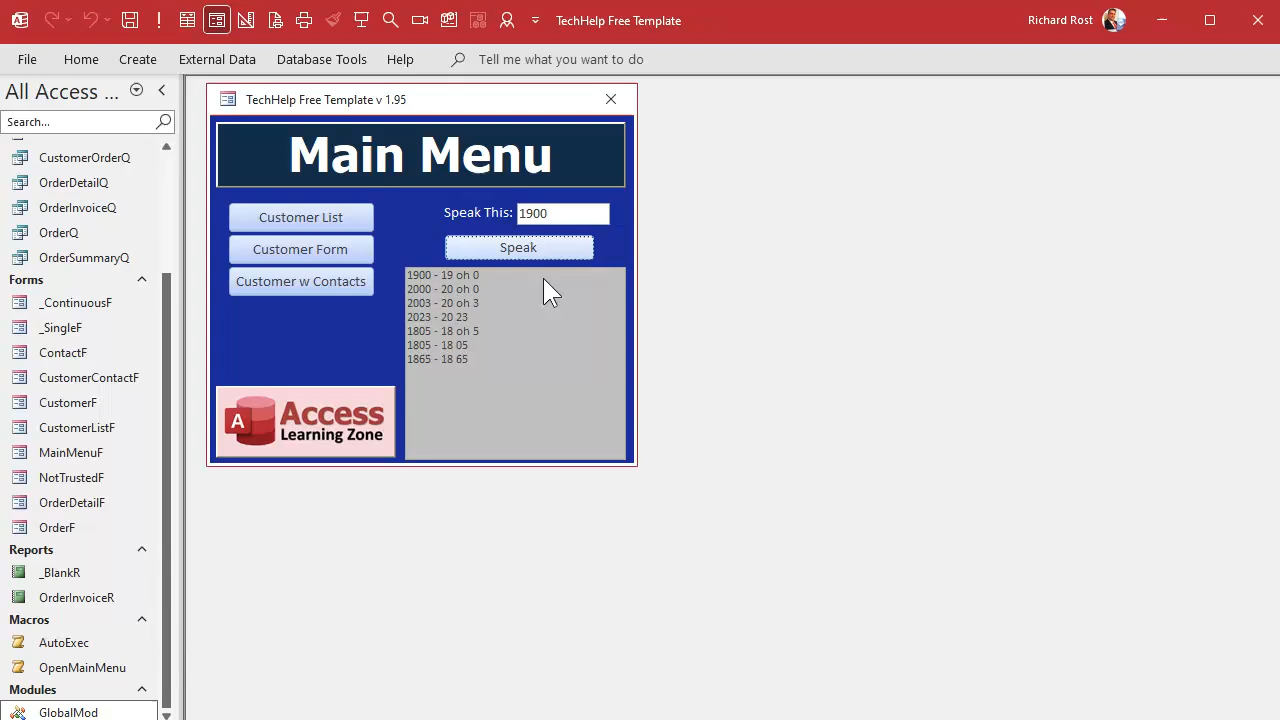 TechHelp Free Template
Richard Rost
File Home Create External Data Database Tools Help Tell me what you want to do
All Access ...
Search...
CustomerOrderQ
OrderDetailQ
OrderInvoiceQ
OrderQ
OrderSummaryQ
Forms
_ContinuousF
_SingleF
ContactF
CustomerContactF
CustomerF
CustomerListF
MainMenuF
NotTrustedF
OrderDetailF
OrderF
Reports
_BlankR
OrderInvoiceR
Macros
AutoExec
OpenMainMenu
Modules
GlobalMod
TechHelp Free Template v 1.95
Main Menu
Customer List
Customer Form
Customer w Contacts
Speak This: 1900
Speak
1900 - 19 oh 0
2000 - 20 oh 0
2003 - 20 oh 3
2023 - 20 23
1805 - 18 oh 5
1805 - 18 05
1865 - 18 65
A Access
Learning Zone